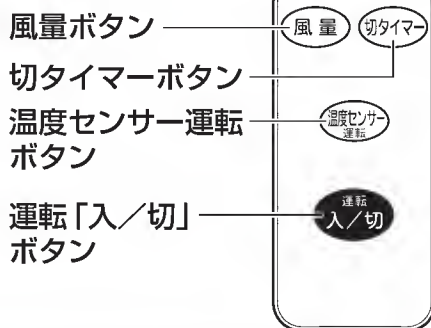 風量ボタン
風量
切タイマー
切タイマーボタン
温度センサー運転
ボタン
温度センサー
運転
運転「入／切」
ボタン
運転
入／切